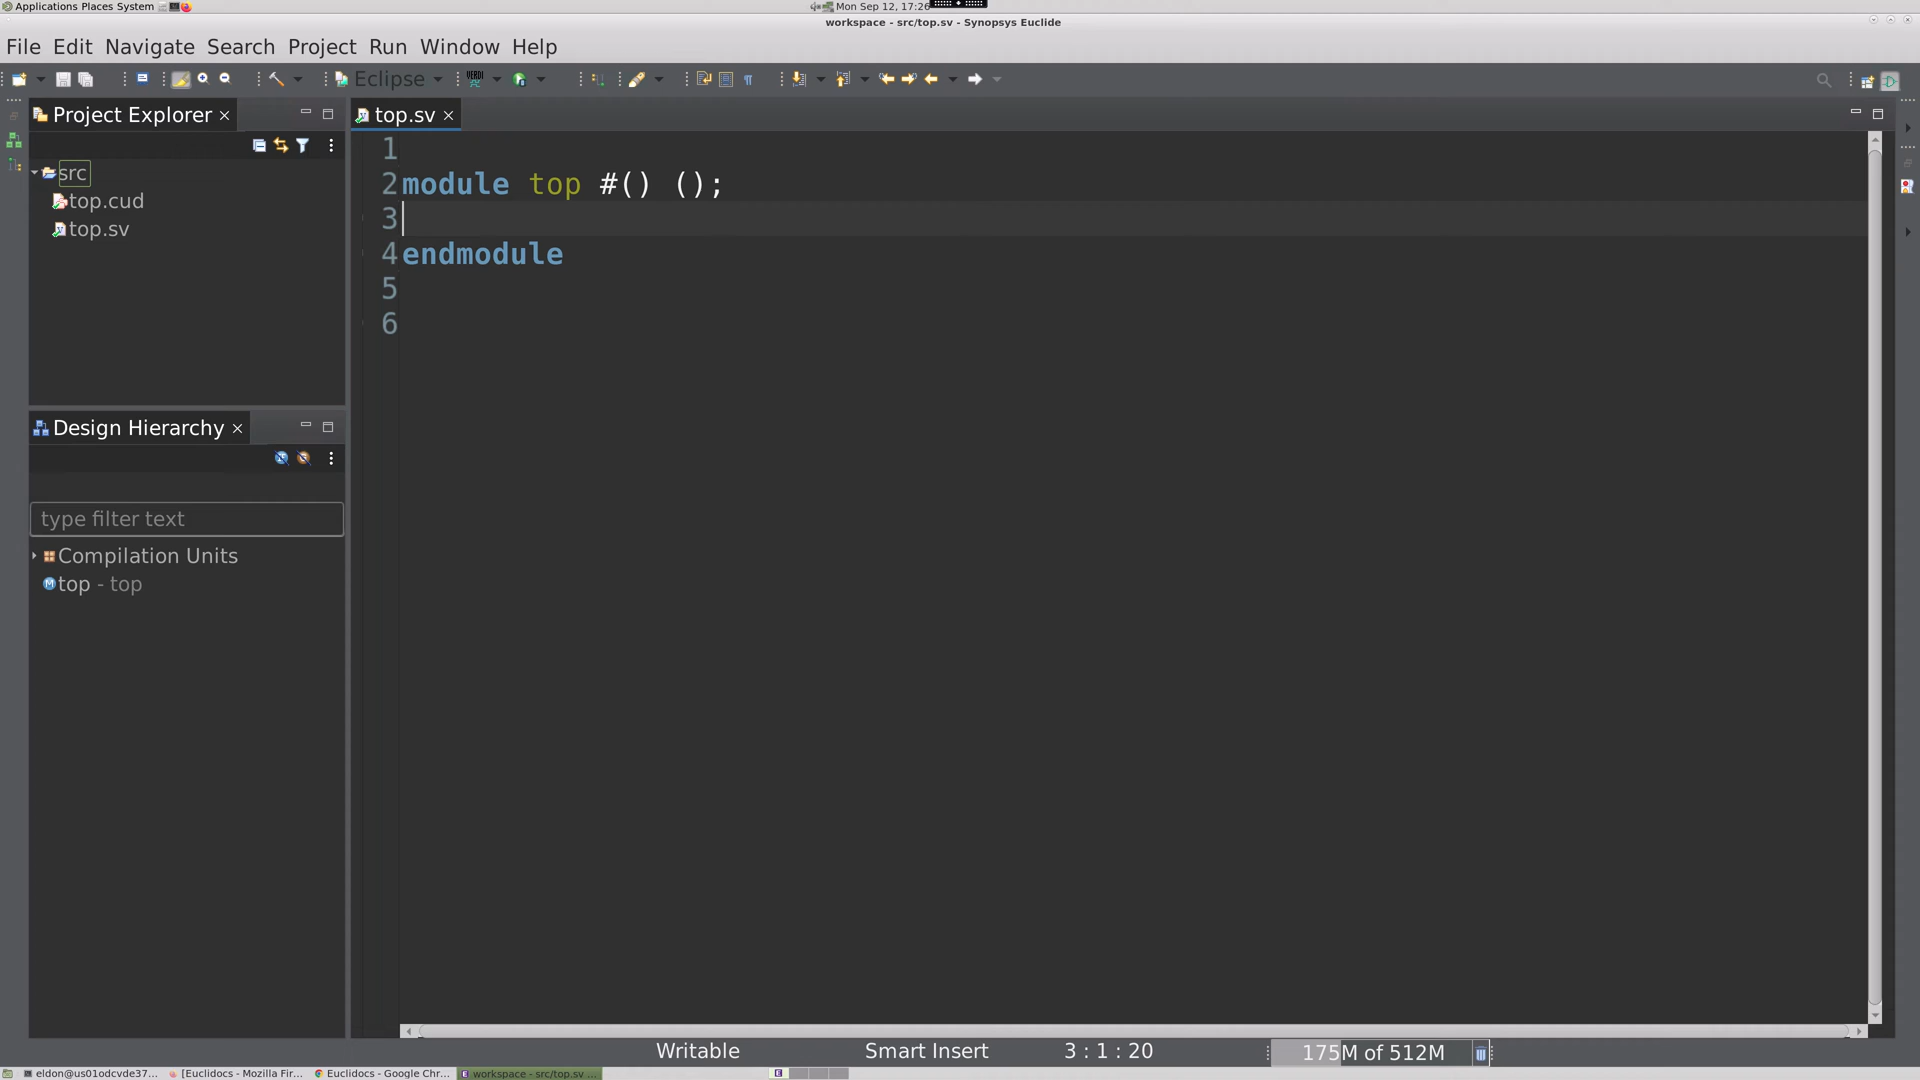 Applications Places System
Mon Sep 12, 17:26
workspace - src/top.sv - Synopsys Euclide
File Edit Navigate Search Project Run Window Help
Eclipse
VERDI
Project Explorer
top.sv
src
top.cud
top.sv
1
2 module top #() ();
3
4 endmodule
5
6
Design Hierarchy
type filter text
Compilation Units
top - top
Writable
Smart Insert
3 : 1 : 20
175M of 512M
eldon@us01odcvde37...
[Euclidocs - Mozilla Fir...
Euclidocs - Google Chr...
workspace - src/top.sv ...